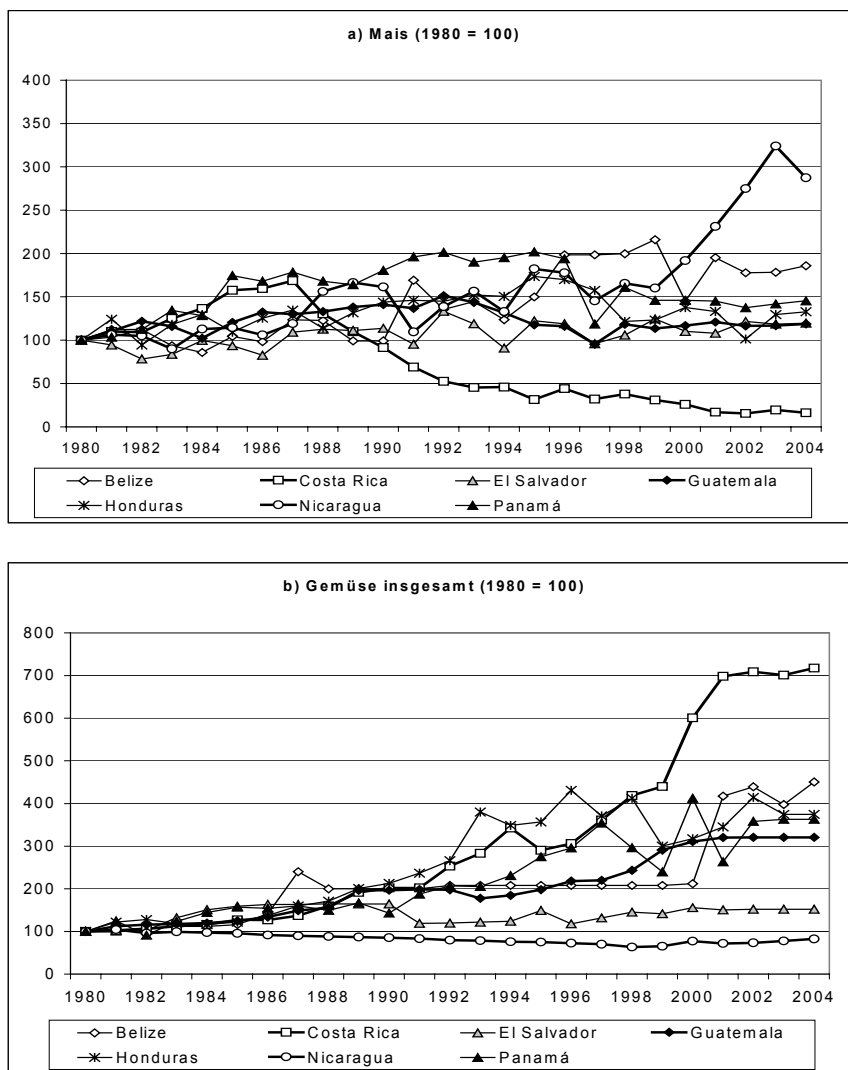 a) Mais (1980 = 100)
400
350
300
250
200
150
100
50
0
1980 1982 1984 1986 1988 1990 1992 1994 1996 1998 2000 2002 2004
Belize Costa Rica El Salvador Guatemala
Honduras Nicaragua Panamá
b) Gemüse insgesamt (1980 = 100)
800
700
600
500
400
300
200
100
0
1980 1982 1984 1986 1988 1990 1992 1994 1996 1998 2000 2002 2004
Belize Costa Rica El Salvador Guatemala
Honduras Nicaragua Panamá